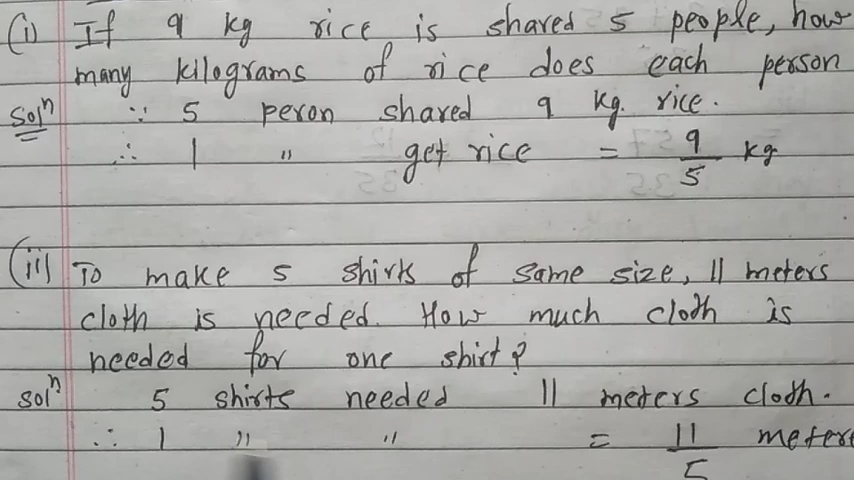 (i) If 9 kg rice is shared 5 people, how
many kilograms of rice does each person
Solⁿ ∵ 5 peron shared 9 kg. rice.
∴ 1 " get rice = 9/5 kg
(ii) To make 5 shirts of same size, 11 meters
cloth is needed. How much cloth is
needed for one shirt?
solⁿ 5 shirts needed 11 meters cloth.
∴ 1 " " = 11/5 meters